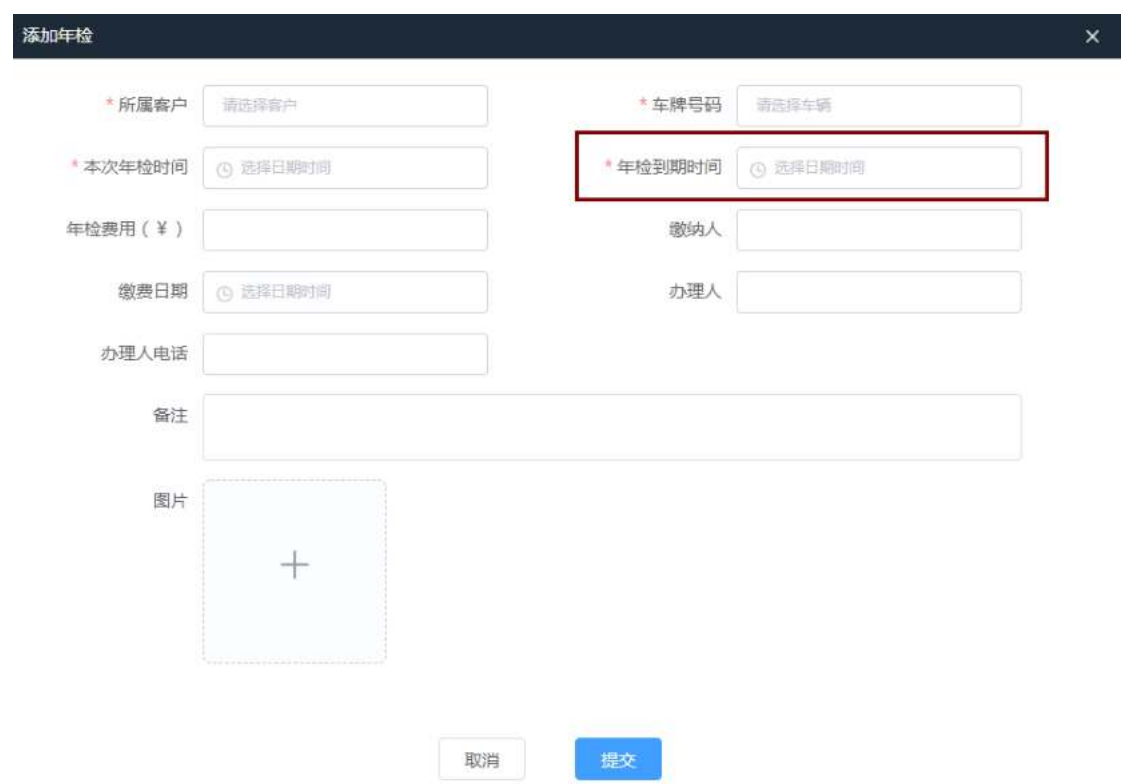 添加年检
* 所属客户 请选择客户 * 车牌号码 请选择车辆
* 本次年检时间 选择日期时间 * 年检到期时间 选择日期时间
年检费用（¥） 缴纳人
缴费日期 选择日期时间 办理人
办理人电话
备注
图片
取消 提交